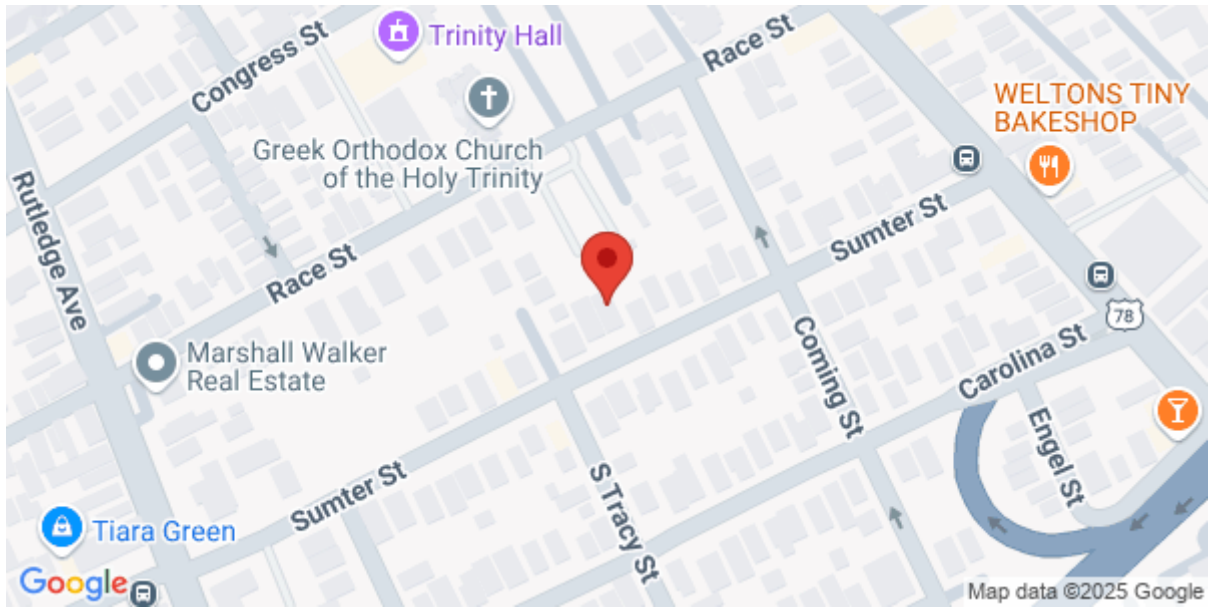 Congress St
Trinity Hall
Race St
WELTONS TINY
BAKESHOP
Greek Orthodox Church
of the Holy Trinity
Rutledge Ave
Sumter St
Race St
78
Marshall Walker
Real Estate
Coming St
Carolina St
Engel St
Sumter St
S Tracy St
Tiara Green
Google
Map data ©2025 Google